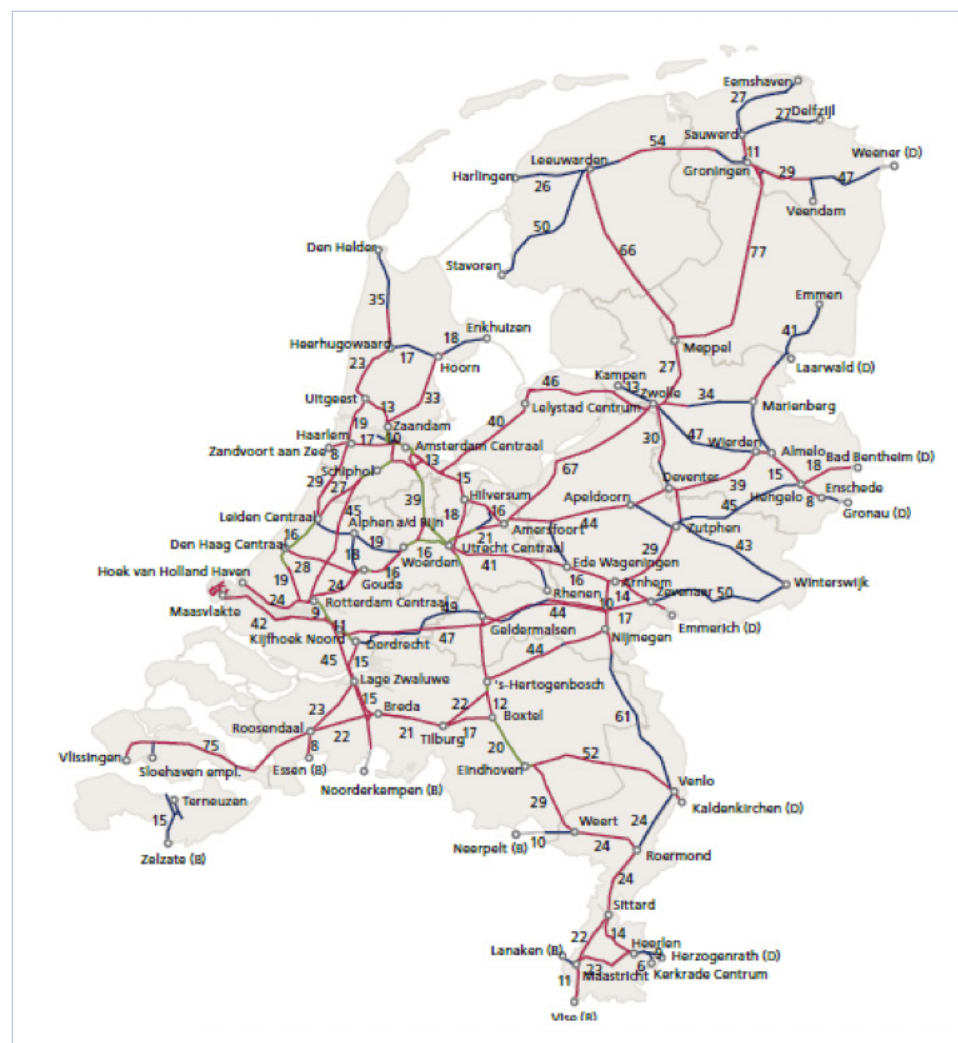 Eemshaven
27
27
Delfzijl
Sauwerd
54
11
Weener (D)
Leeuwarden
Groningen
29
47
Harlingen
26
Veendam
50
Den Helder
66
77
Stavoren
Emmen
35
Enkhuizen
18
41
Heerhugowaard
17
Meppel
23
Hoorn
Laarwald (D)
27
Kampen
46
13
Zwolle
Uitgeest
13
33
Lelystad Centrum
34
Mariënberg
19
40
Zaandam
Haarlem
17
10
Amsterdam Centraal
30
47
Wierden
Zandvoort aan Zee
8
13
Almelo
Bad Bentheim (D)
Schiphol
67
15
18
29
27
15
Deventer
39
Enschede
39
Hilversum
Apeldoorn
45
Hengelo
8
Leiden Centraal
45
18
16
44
Gronau (D)
Alphen a/d Rijn
Amersfoort
Zutphen
16
19
21
Den Haag Centraal
16
Utrecht Centraal
43
Woerden
28
18
41
29
Hoek van Holland Haven
19
24
Gouda
16
Ede Wageningen
16
Arnhem
Winterswijk
24
Rhenen
14
Zevenaar
50
Maasvlakte
Rotterdam Centraal
49
44
10
9
42
Geldermalsen
17
Emmerich (D)
Kijfhoek Noord
11
Dordrecht
47
Nijmegen
45
15
44
Lage Zwaluwe
's-Hertogenbosch
15
Breda
22
12
23
61
Roosendaal
22
21
Tilburg
17
Boxtel
75
8
20
52
Vlissingen
Sloehaven empl.
Essen (B)
Eindhoven
Venlo
Noorderkempen (B)
Terneuzen
29
Kaldenkirchen (D)
15
Weert
24
Neerpelt (B)
10
24
Zelzate (B)
Roermond
24
Sittard
22
14
Lanaken (B)
Heerlen
9
Herzogenrath (D)
23
6
Maastricht
Kerkrade Centrum
11
Vise (B)